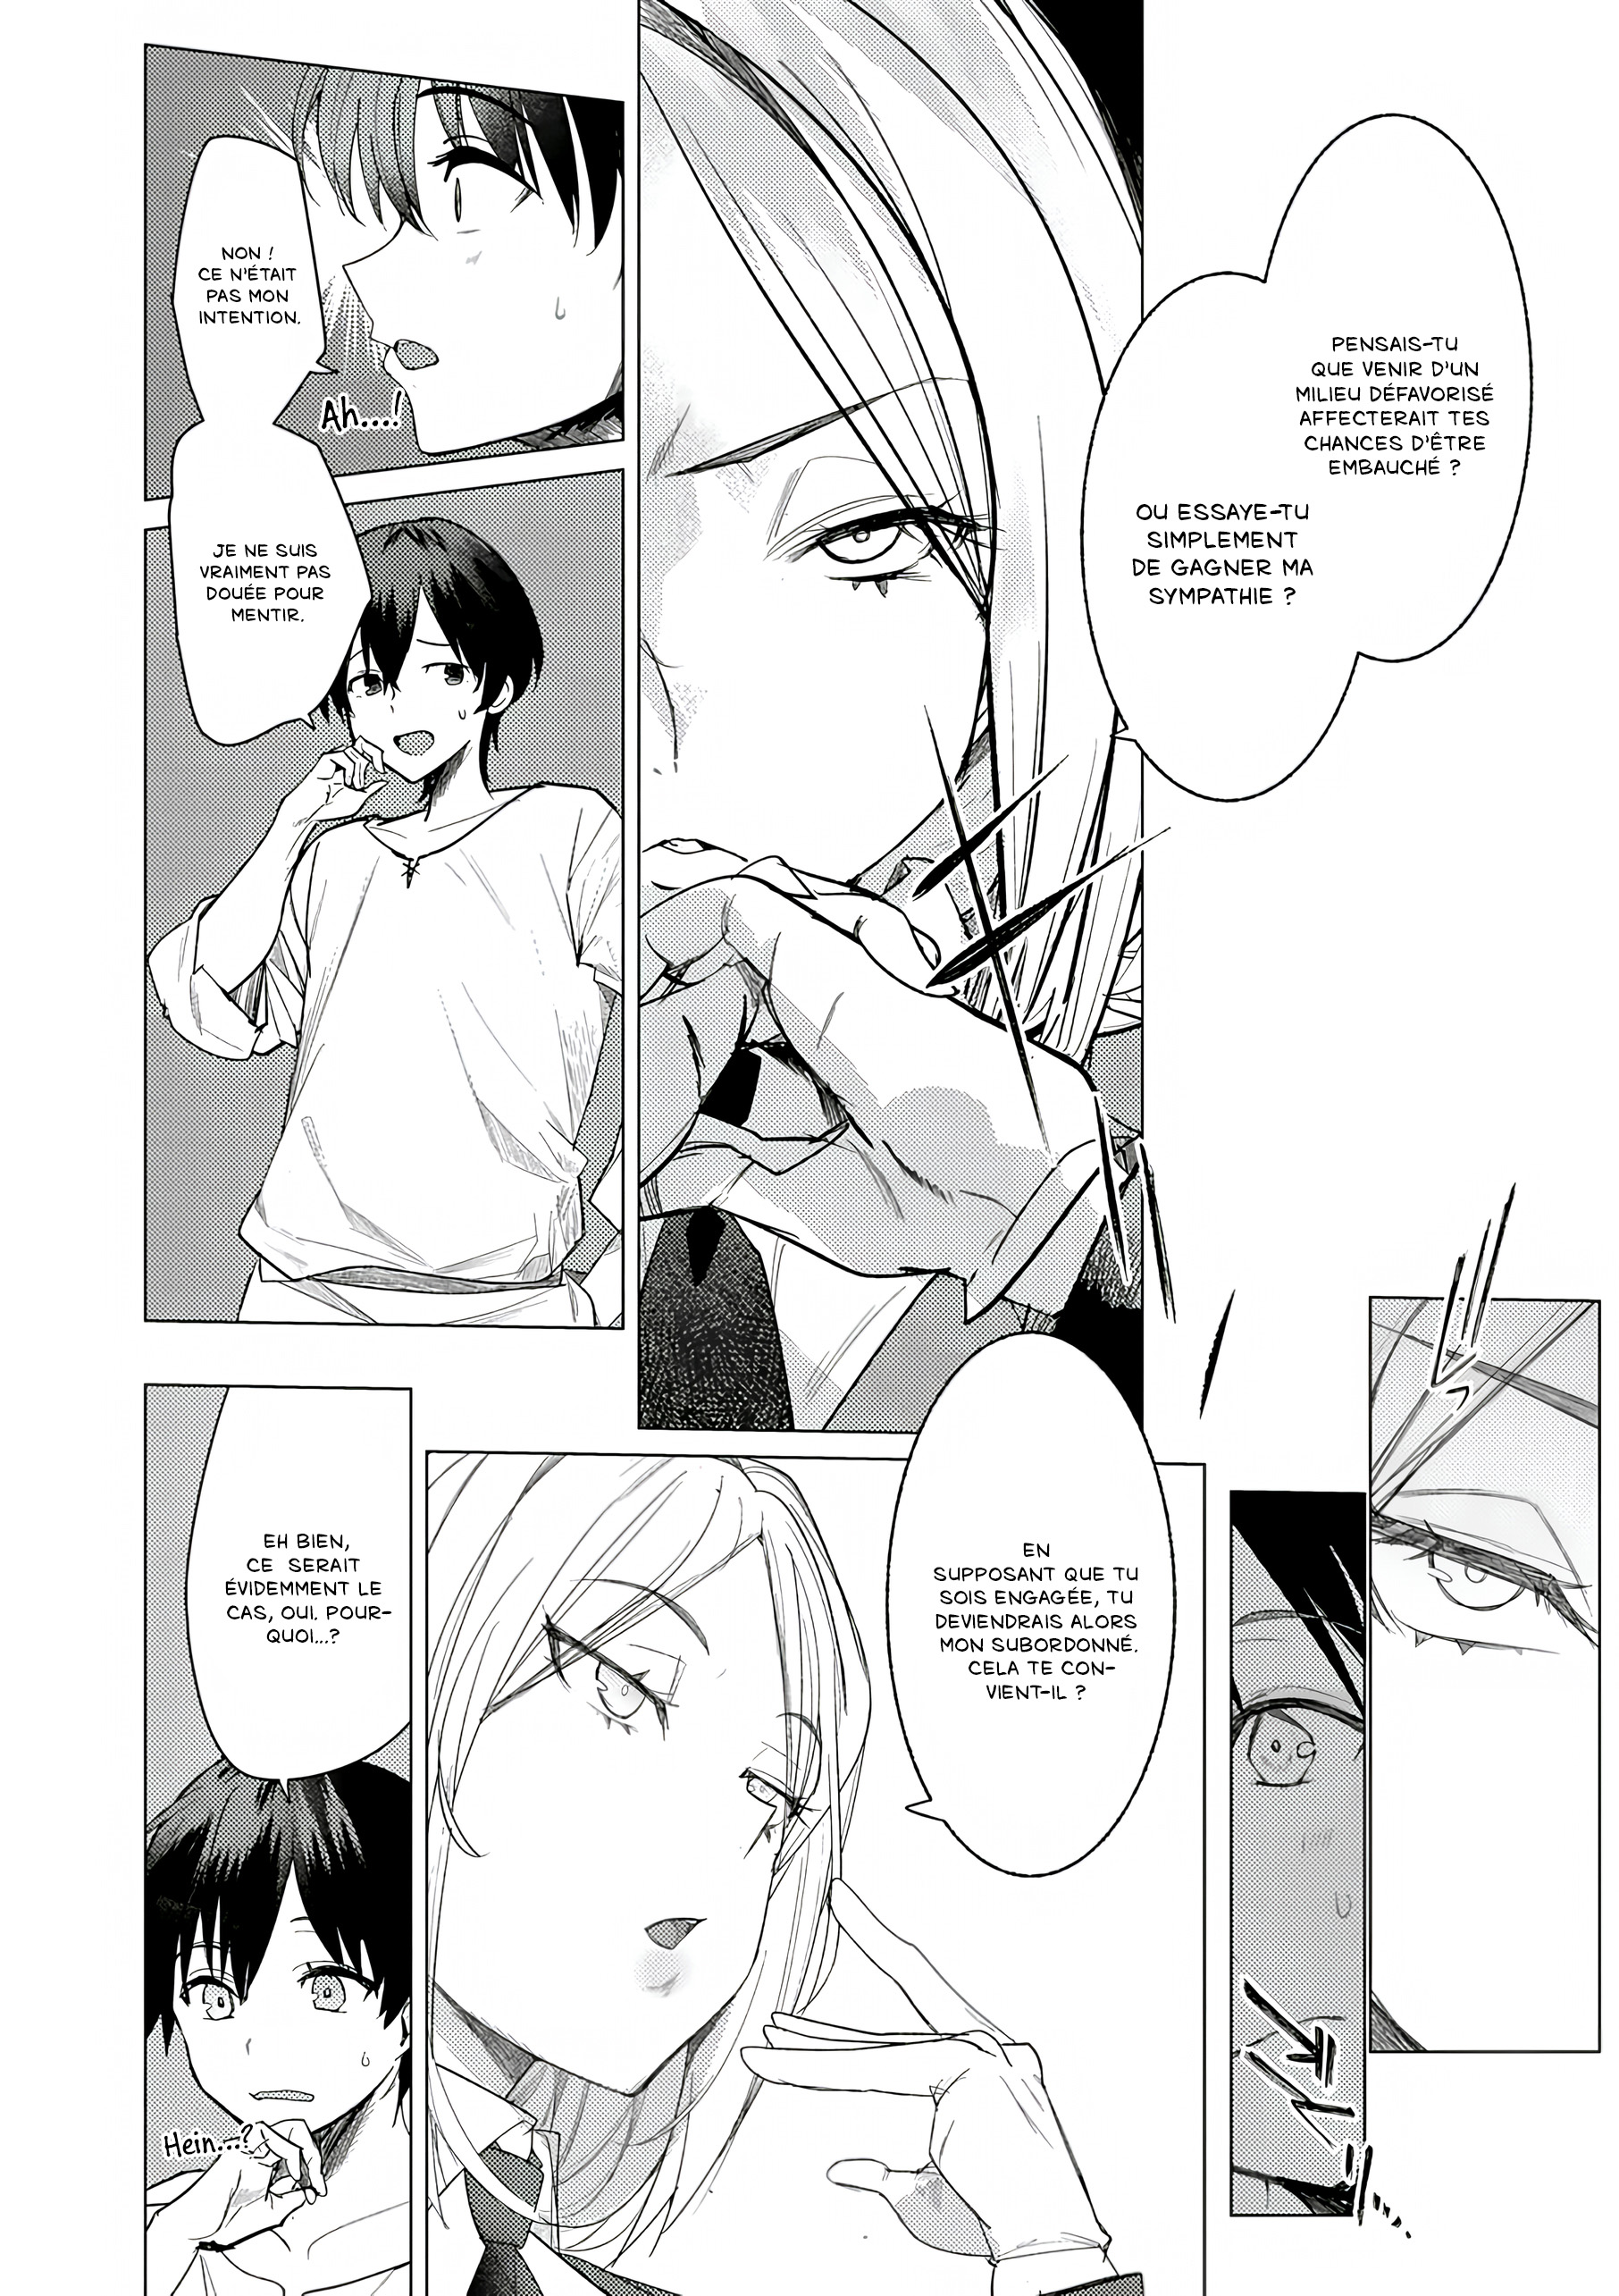 PENSAIS-TU
QUE VENIR D'UN
MILIEU DÉFAVORISÉ
AFFECTERAIT TES
CHANCES D'ÊTRE
EMBAUCHÉ ?
OU ESSAYE-TU
SIMPLEMENT
DE GAGNER MA
SYMPATHIE ?
Ah...!
NON !
CE N'ÉTAIT
PAS MON
INTENTION.
JE NE SUIS
VRAIMENT PAS
DOUÉE POUR
MENTIR.
EN
SUPPOSANT QUE TU
SOIS ENGAGÉE, TU
DEVIENDRAIS ALORS
MON SUBORDONNÉ.
CELA TE CON-
VIENT-IL ?
EH BIEN,
CE SERAIT
ÉVIDEMMENT LE
CAS, OUI. POUR-
QUOI...?
Hein...?